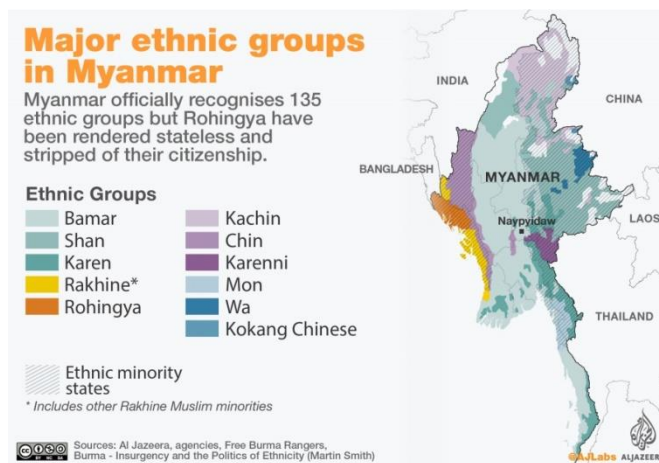 Major ethnic groups
in Myanmar
Myanmar officially recognises 135
ethnic groups but Rohingya have
been rendered stateless and
stripped of their citizenship.
Ethnic Groups
Bamar
Shan
Karen
Rakhine*
Rohingya
Kachin
Chin
Karenni
Mon
Wa
Kokang Chinese
Ethnic minority
states
* Includes other Rakhine Muslim minorities
INDIA
CHINA
BANGLADESH
MYANMAR
Naypyidaw
LAOS
THAILAND
Sources: Al Jazeera, agencies, Free Burma Rangers,
Burma - Insurgency and the Politics of Ethnicity (Martin Smith)
@AJLabs ALJAZEERA